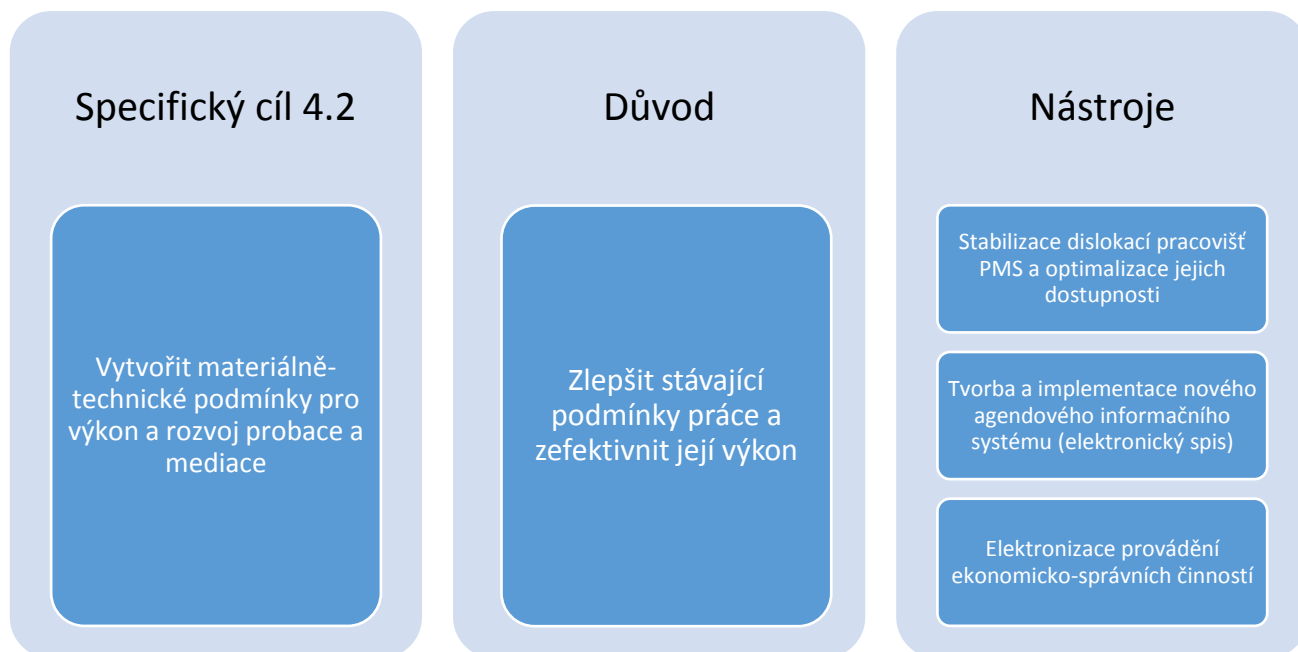 Specifický cíl 4.2
Vytvořit materiálně-
technické podmínky pro
výkon a rozvoj probace a
mediace
Důvod
Zlepšit stávající
podmínky práce a
zefektivnit její výkon
Nástroje
Stabilizace dislokací pracovišť
PMS a optimalizace jejich
dostupnosti
Tvorba a implementace nového
agendového informačního
systému (elektronický spis)
Elektronizace provádění
ekonomicko-správních činností